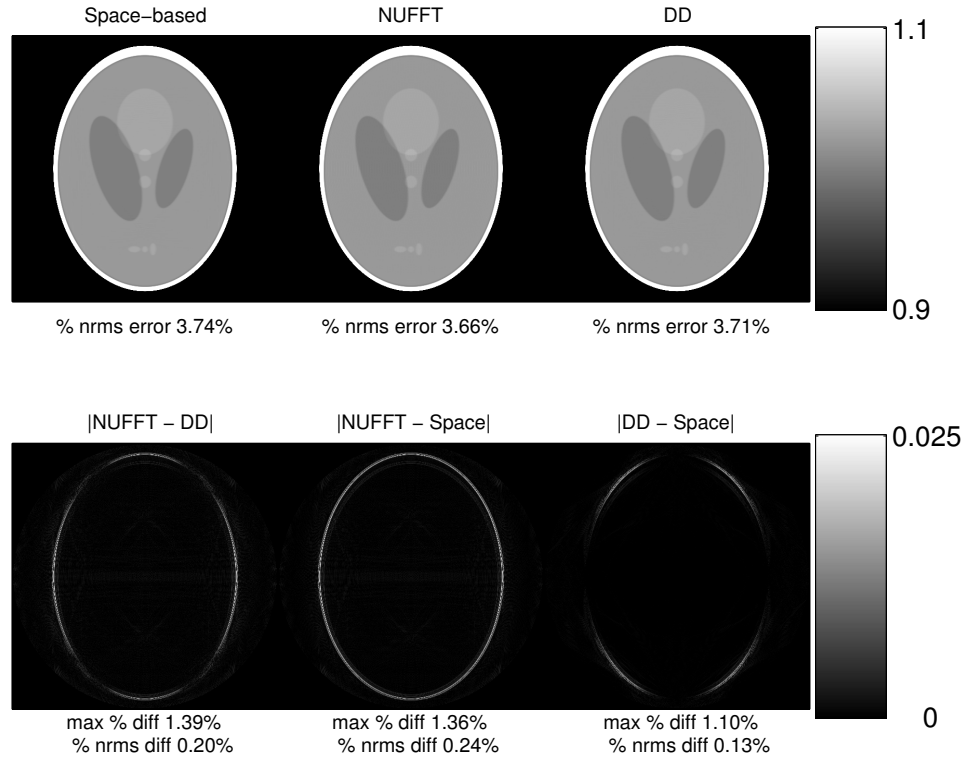 Space−based NUFFT DD
1.1
0.9
% nrms error 3.74% % nrms error 3.66% % nrms error 3.71%
|NUFFT − DD| |NUFFT − Space| |DD − Space|
0.025
0
max % diff 1.39% max % diff 1.36% max % diff 1.10%
% nrms diff 0.20% % nrms diff 0.24% % nrms diff 0.13%